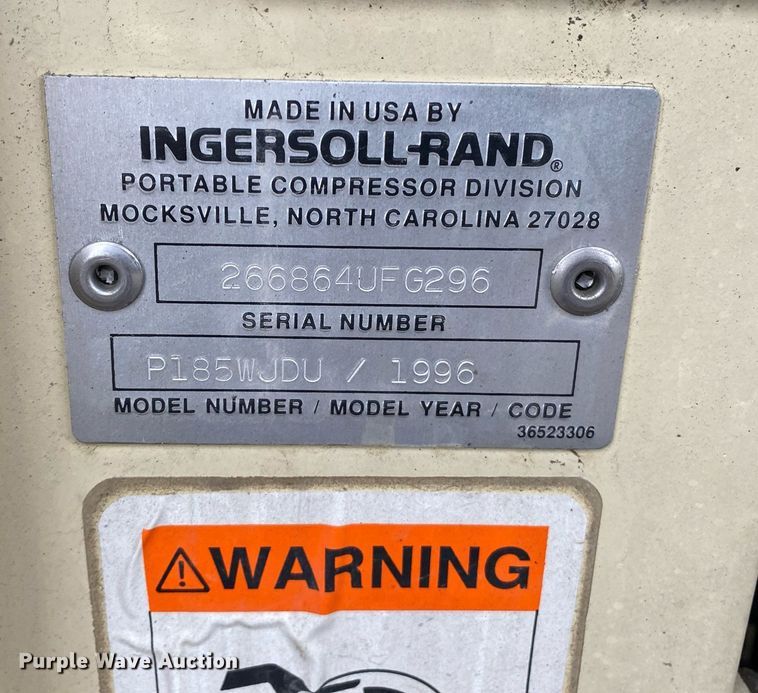 MADE IN USA BY
INGERSOLL-RAND®
PORTABLE COMPRESSOR DIVISION
MOCKSVILLE, NORTH CAROLINA 27028
266864UFG296
SERIAL NUMBER
P185WJDU / 1996
MODEL NUMBER / MODEL YEAR / CODE
36523306
⚠WARNING
Purple Wave Auction